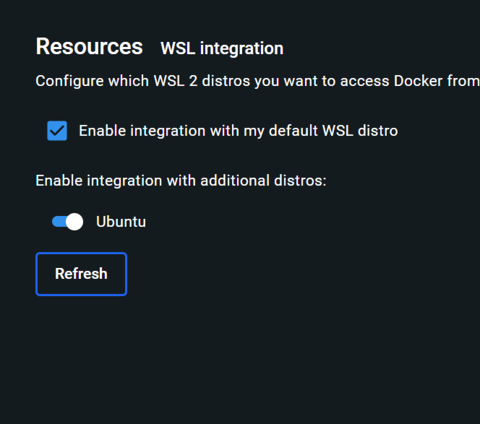 Resources WSL integration
Configure which WSL 2 distros you want to access Docker from
Enable integration with my default WSL distro
Enable integration with additional distros:
Ubuntu
Refresh